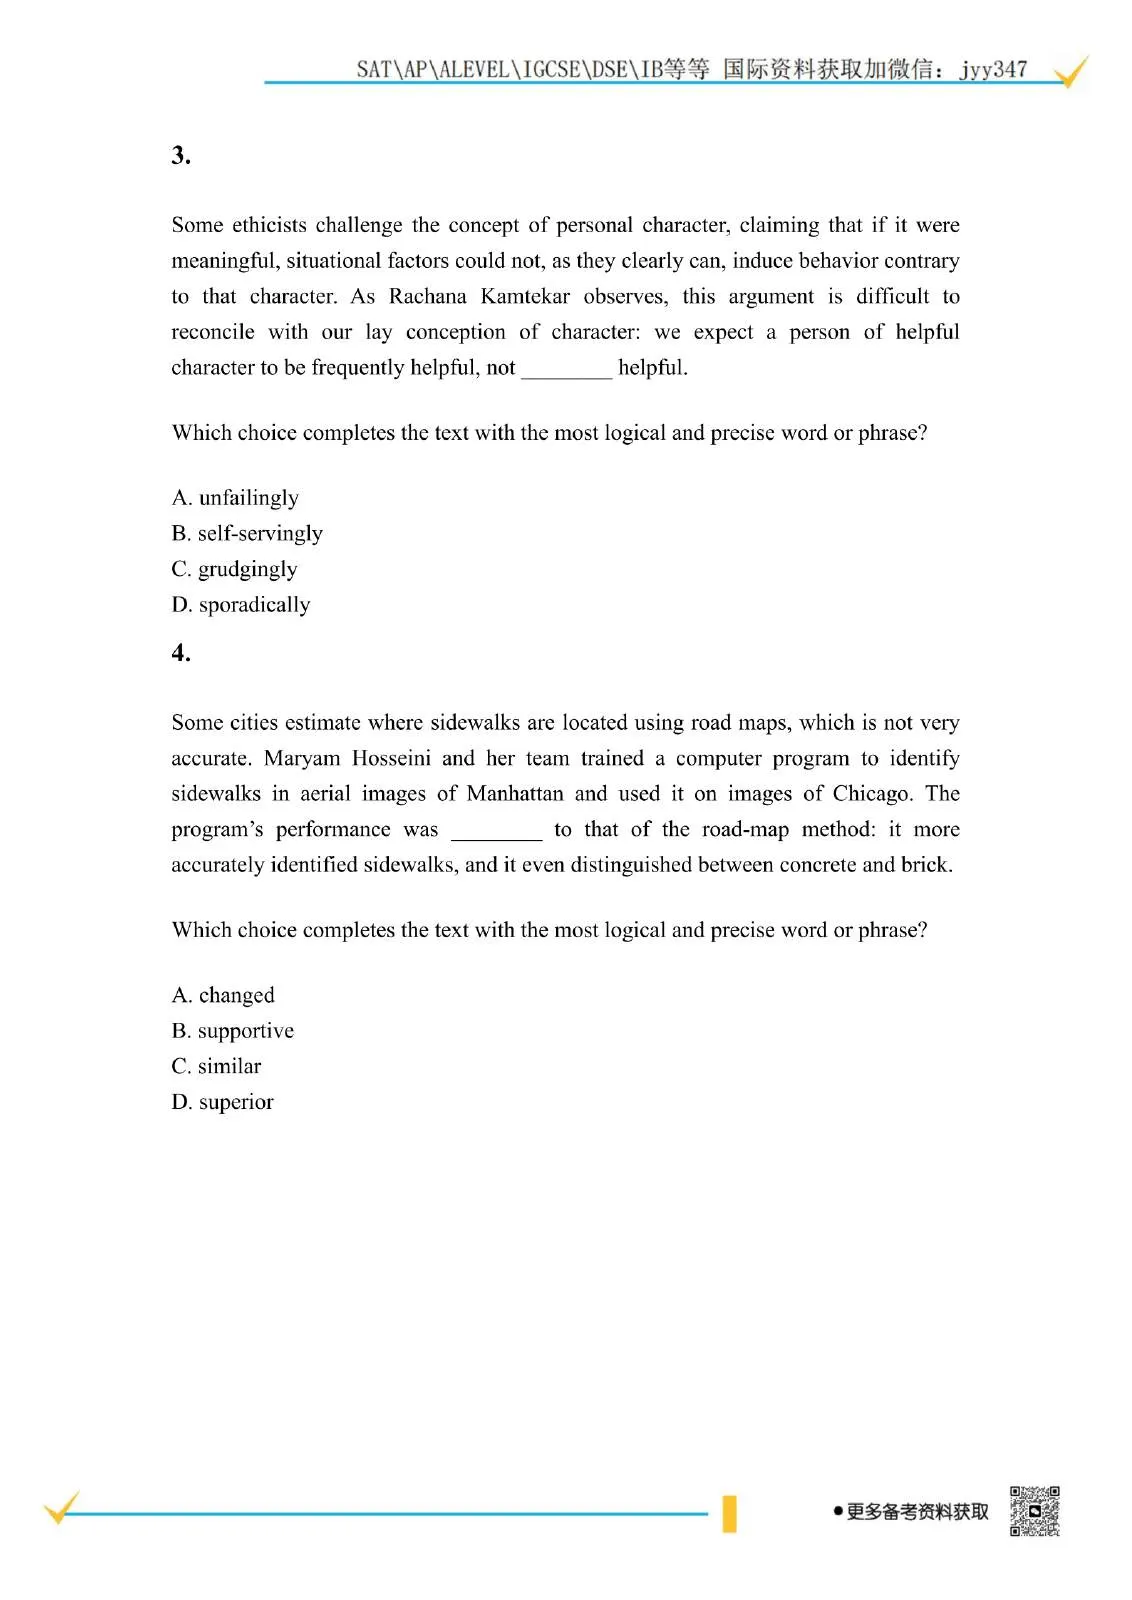 SAT\AP\ALEVEL\IGCSE\DSE\IB等等 国际资料获取加微信：jyy347
3.
Some ethicists challenge the concept of personal character, claiming that if it were
meaningful, situational factors could not, as they clearly can, induce behavior contrary
to that character. As Rachana Kamtekar observes, this argument is difficult to
reconcile with our lay conception of character: we expect a person of helpful
character to be frequently helpful, not ________ helpful.
Which choice completes the text with the most logical and precise word or phrase?
A. unfailingly
B. self-servingly
C. grudgingly
D. sporadically
4.
Some cities estimate where sidewalks are located using road maps, which is not very
accurate. Maryam Hosseini and her team trained a computer program to identify
sidewalks in aerial images of Manhattan and used it on images of Chicago. The
program’s performance was ________ to that of the road-map method: it more
accurately identified sidewalks, and it even distinguished between concrete and brick.
Which choice completes the text with the most logical and precise word or phrase?
A. changed
B. supportive
C. similar
D. superior
●更多备考资料获取